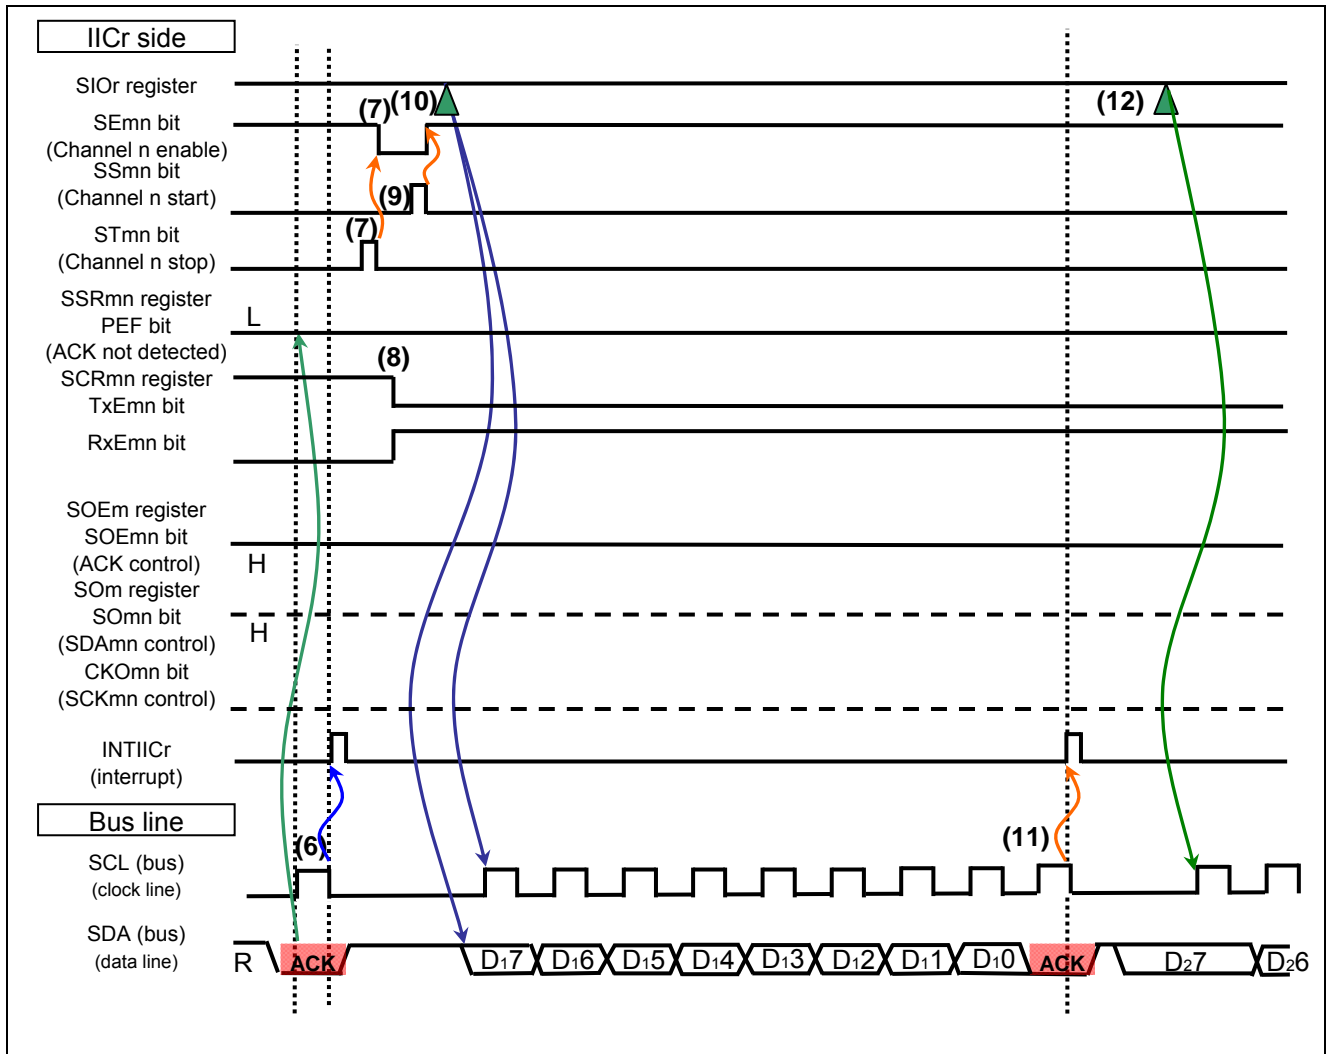 IICr side
SIOr register
(7)
(10)
(12)
SEmn bit
(Channel n enable)
SSmn bit
(Channel n start)
(9)
STmn bit
(7)
(Channel n stop)
SSRmn register
PEF bit
L
(ACK not detected)
(8)
SCRmn register
TxEmn bit
RxEmn bit
SOEm register
SOEmn bit
(ACK control)
H
SOm register
SOmn bit
H
(SDAmn control)
CKOmn bit
(SCKmn control)
INTIICr
(interrupt)
Bus line
(6)
(11)
SCL (bus)
(clock line)
SDA (bus)
(data line)
R ACK D17 D16 D15 D14 D13 D12 D11 D10 ACK D27 D26